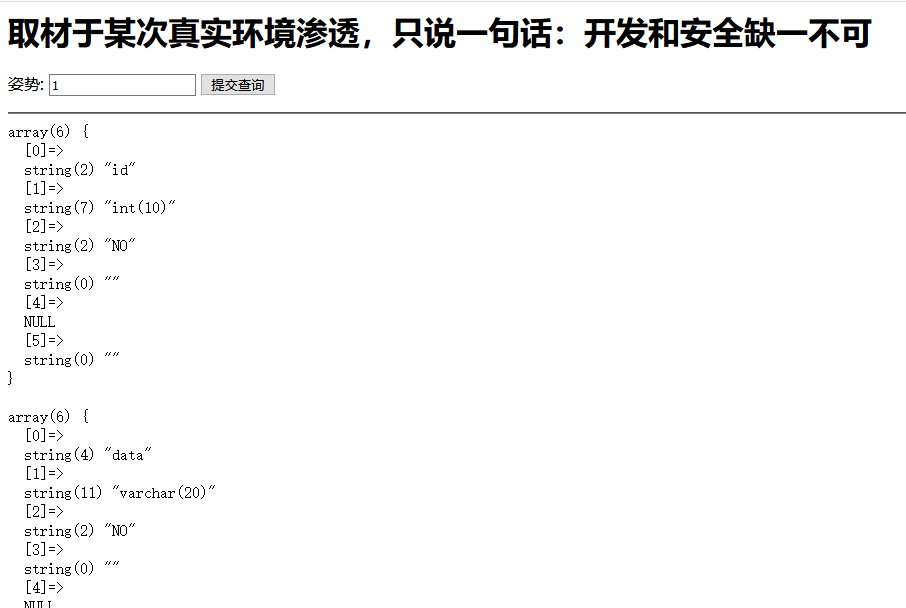 取材于某次真实环境渗透，只说一句话：开发和安全缺一不可
姿势: 1 提交查询
array(6) {
  [0]=>
  string(2) "id"
  [1]=>
  string(7) "int(10)"
  [2]=>
  string(2) "NO"
  [3]=>
  string(0) ""
  [4]=>
  NULL
  [5]=>
  string(0) ""
}
array(6) {
  [0]=>
  string(4) "data"
  [1]=>
  string(11) "varchar(20)"
  [2]=>
  string(2) "NO"
  [3]=>
  string(0) ""
  [4]=>
  NULL